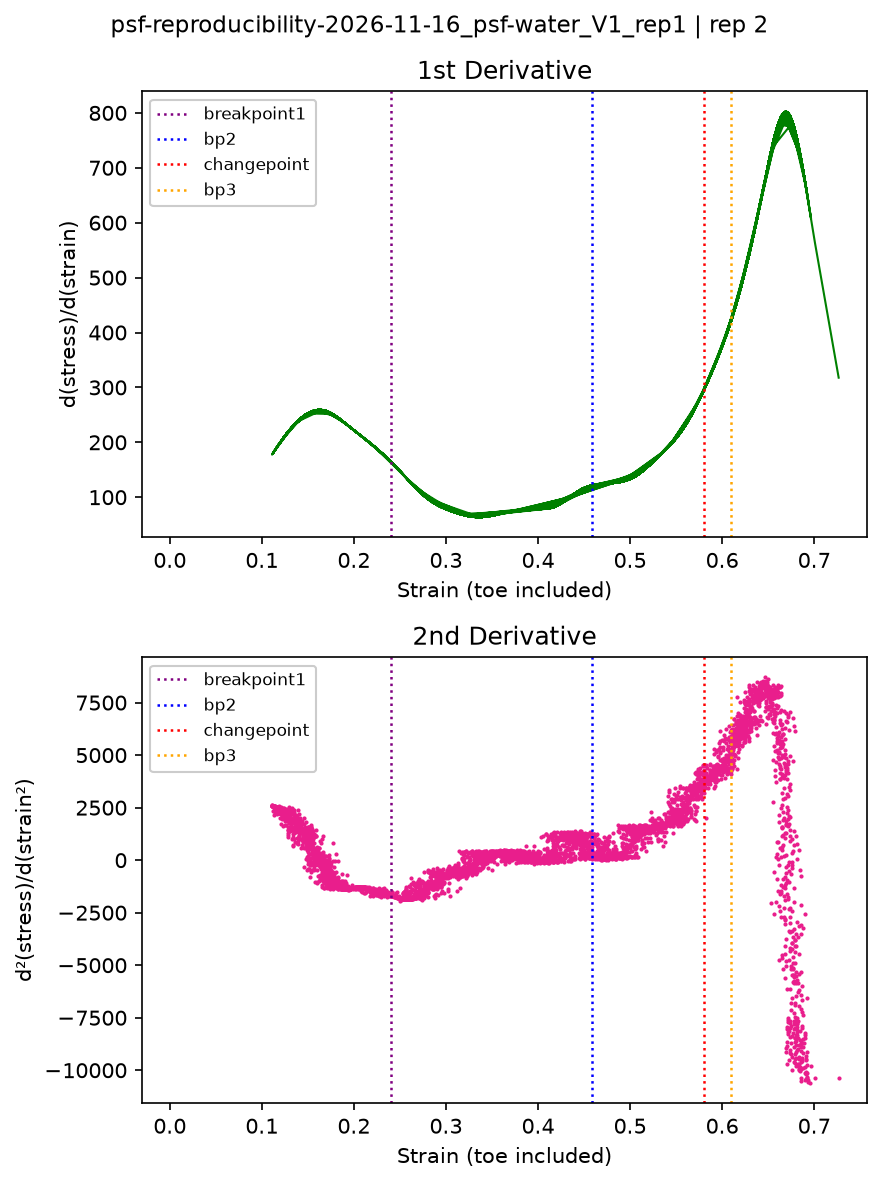 psf-reproducibility-2026-11-16_psf-water_V1_rep1 | rep 2
1st Derivative
breakpoint1
bp2
changepoint
bp3
d(stress)/d(strain)
800
700
600
500
400
300
200
100
0.0 0.1 0.2 0.3 0.4 0.5 0.6 0.7
Strain (toe included)
2nd Derivative
breakpoint1
bp2
changepoint
bp3
d²(stress)/d(strain²)
7500
5000
2500
0
−2500
−5000
−7500
−10000
0.0 0.1 0.2 0.3 0.4 0.5 0.6 0.7
Strain (toe included)